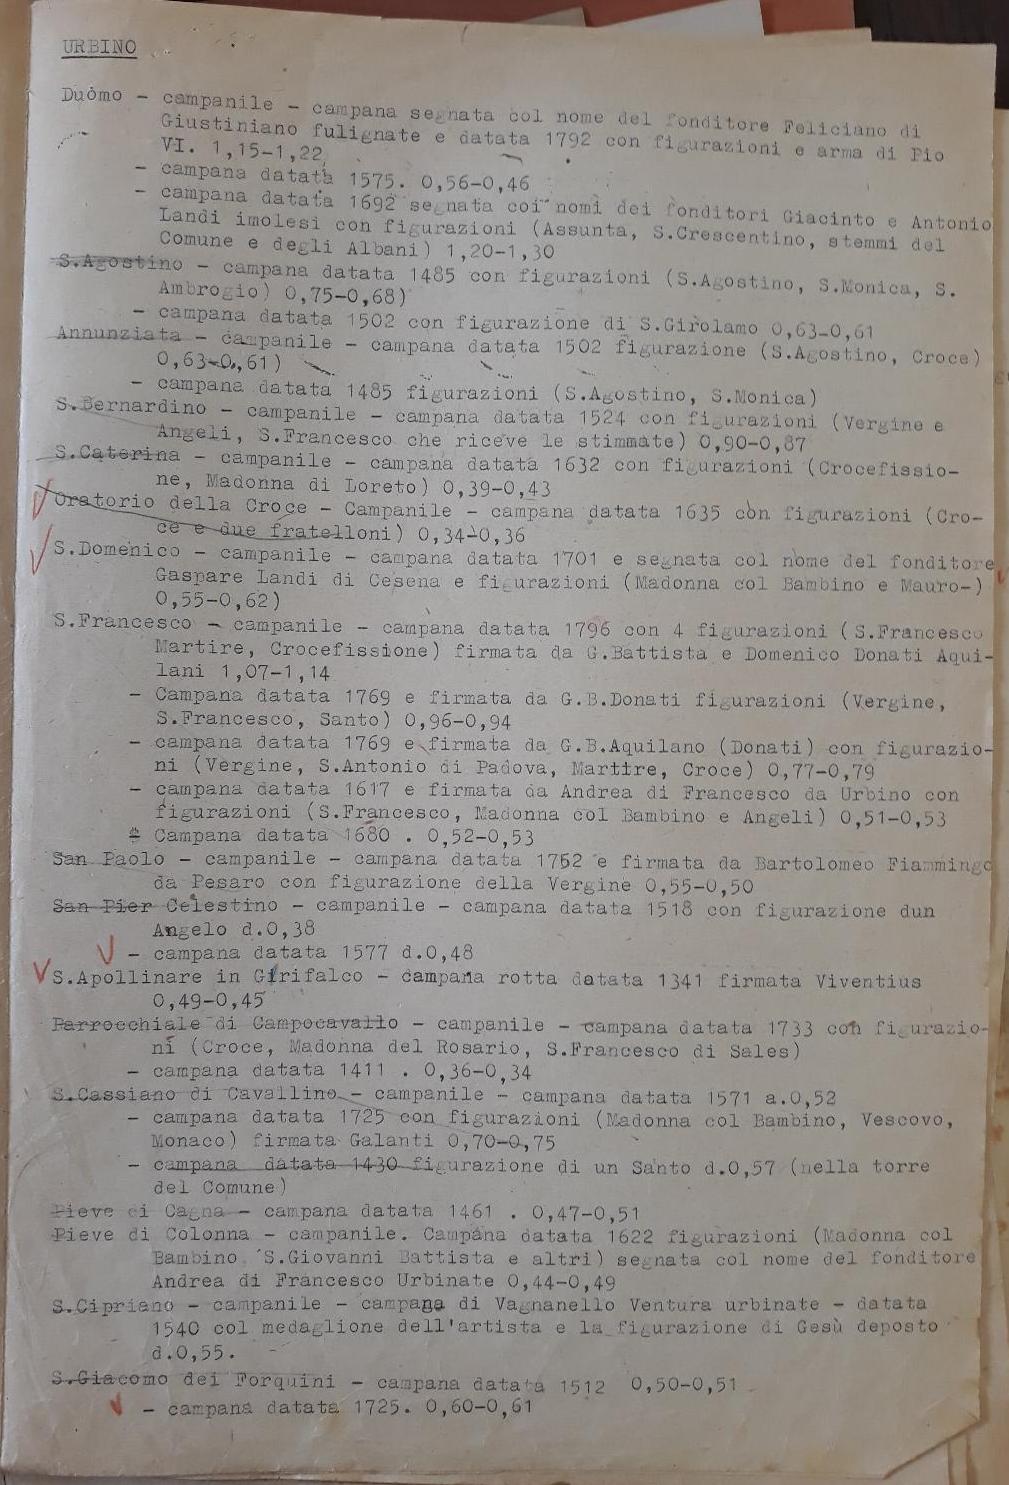 URBINO
Duomo - campanile - campana segnata col nome del fonditore Feliciano di
Giustiniano fulignate e datata 1792 con figurazioni e arma di Pio
VI. 1,15-1,22
- campana datata 1575. 0,56-0,46
- campana datata 1692 segnata coi nomi dei fonditori Giacinto e Antonio
Landi imolesi con figurazioni (Assunta, S.Crescentino, stemmi del
Comune e degli Albani) 1,20-1,30
S.Agostino - campana datata 1485 con figurazioni (S.Agostino, S.Monica, S.
Ambrogio) 0,75-0,68)
- campana datata 1502 con figurazione di S.Girolamo 0,63-0,61
Annunziata - campanile - campana datata 1502 figurazione (S.Agostino, Croce)
0,63-0,61)
- campana datata 1485 figurazioni (S.Agostino, S.Monica)
S.Bernardino - campanile - campana datata 1524 con figurazioni (Vergine e
Angeli, S.Francesco che riceve le stimmate) 0,90-0,87
S.Caterina - campanile - campana datata 1632 con figurazioni (Crocefissio-
ne, Madonna di Loreto) 0,39-0,43
Oratorio della Croce - Campanile - campana datata 1635 con figurazioni (Cro-
ce e due fratelloni) 0,34-0,36
S.Domenico - campanile - campana datata 1701 e segnata col nome del fonditore
Gaspare Landi di Cesena e figurazioni (Madonna col Bambino e Mauro-)
0,55-0,62)
S.Francesco - campanile - campana datata 1796 con 4 figurazioni (S.Francesco
Martire, Crocefissione) firmata da G.Battista e Domenico Donati Aqui-
lani 1,07-1,14
- Campana datata 1769 e firmata da G.B.Donati figurazioni (Vergine,
S.Francesco, Santo) 0,96-0,94
- campana datata 1769 e firmata da G.B.Aquilano (Donati) con figurazio-
ni (Vergine, S.Antonio di Padova, Martire, Croce) 0,77-0,79
- campana datata 1617 e firmata da Andrea di Francesco da Urbino con
figurazioni (S.Francesco, Madonna col Bambino e Angeli) 0,51-0,53
- Campana datata 1680 . 0,52-0,53
San Paolo - campanile - campana datata 1752 e firmata da Bartolomeo Fiammingo
da Pesaro con figurazione della Vergine 0,55-0,50
San Pier Celestino - campanile - campana datata 1518 con figurazione dun
Angelo d.0,38
- campana datata 1577 d.0,48
S.Apollinare in Girifalco - campana rotta datata 1341 firmata Viventius
0,49-0,45
Parrocchiale di Campocavallo - campanile - campana datata 1733 con figurazio-
ni (Croce, Madonna del Rosario, S.Francesco di Sales)
- campana datata 1411 . 0,36-0,34
S.Cassiano di Cavallino - campanile - campana datata 1571 a.0,52
- campana datata 1725 con figurazioni (Madonna col Bambino, Vescovo,
Monaco) firmata Galanti 0,70-0,75
- campana datata 1430 figurazione di un Santo d.0,57 (nella torre
del Comune)
Pieve di Cagna - campana datata 1461 . 0,47-0,51
Pieve di Colonna - campanile. Campana datata 1622 figurazioni (Madonna col
Bambino, S.Giovanni Battista e altri) segnata col nome del fonditore
Andrea di Francesco Urbinate 0,44-0,49
S.Cipriano - campanile - campana di Vagnanello Ventura urbinate - datata
1540 col medaglione dell'artista e la figurazione di Gesù deposto
d.0,55.
S.Giacomo dei Forquini - campana datata 1512 0,50-0,51
- campana datata 1725. 0,60-0,61